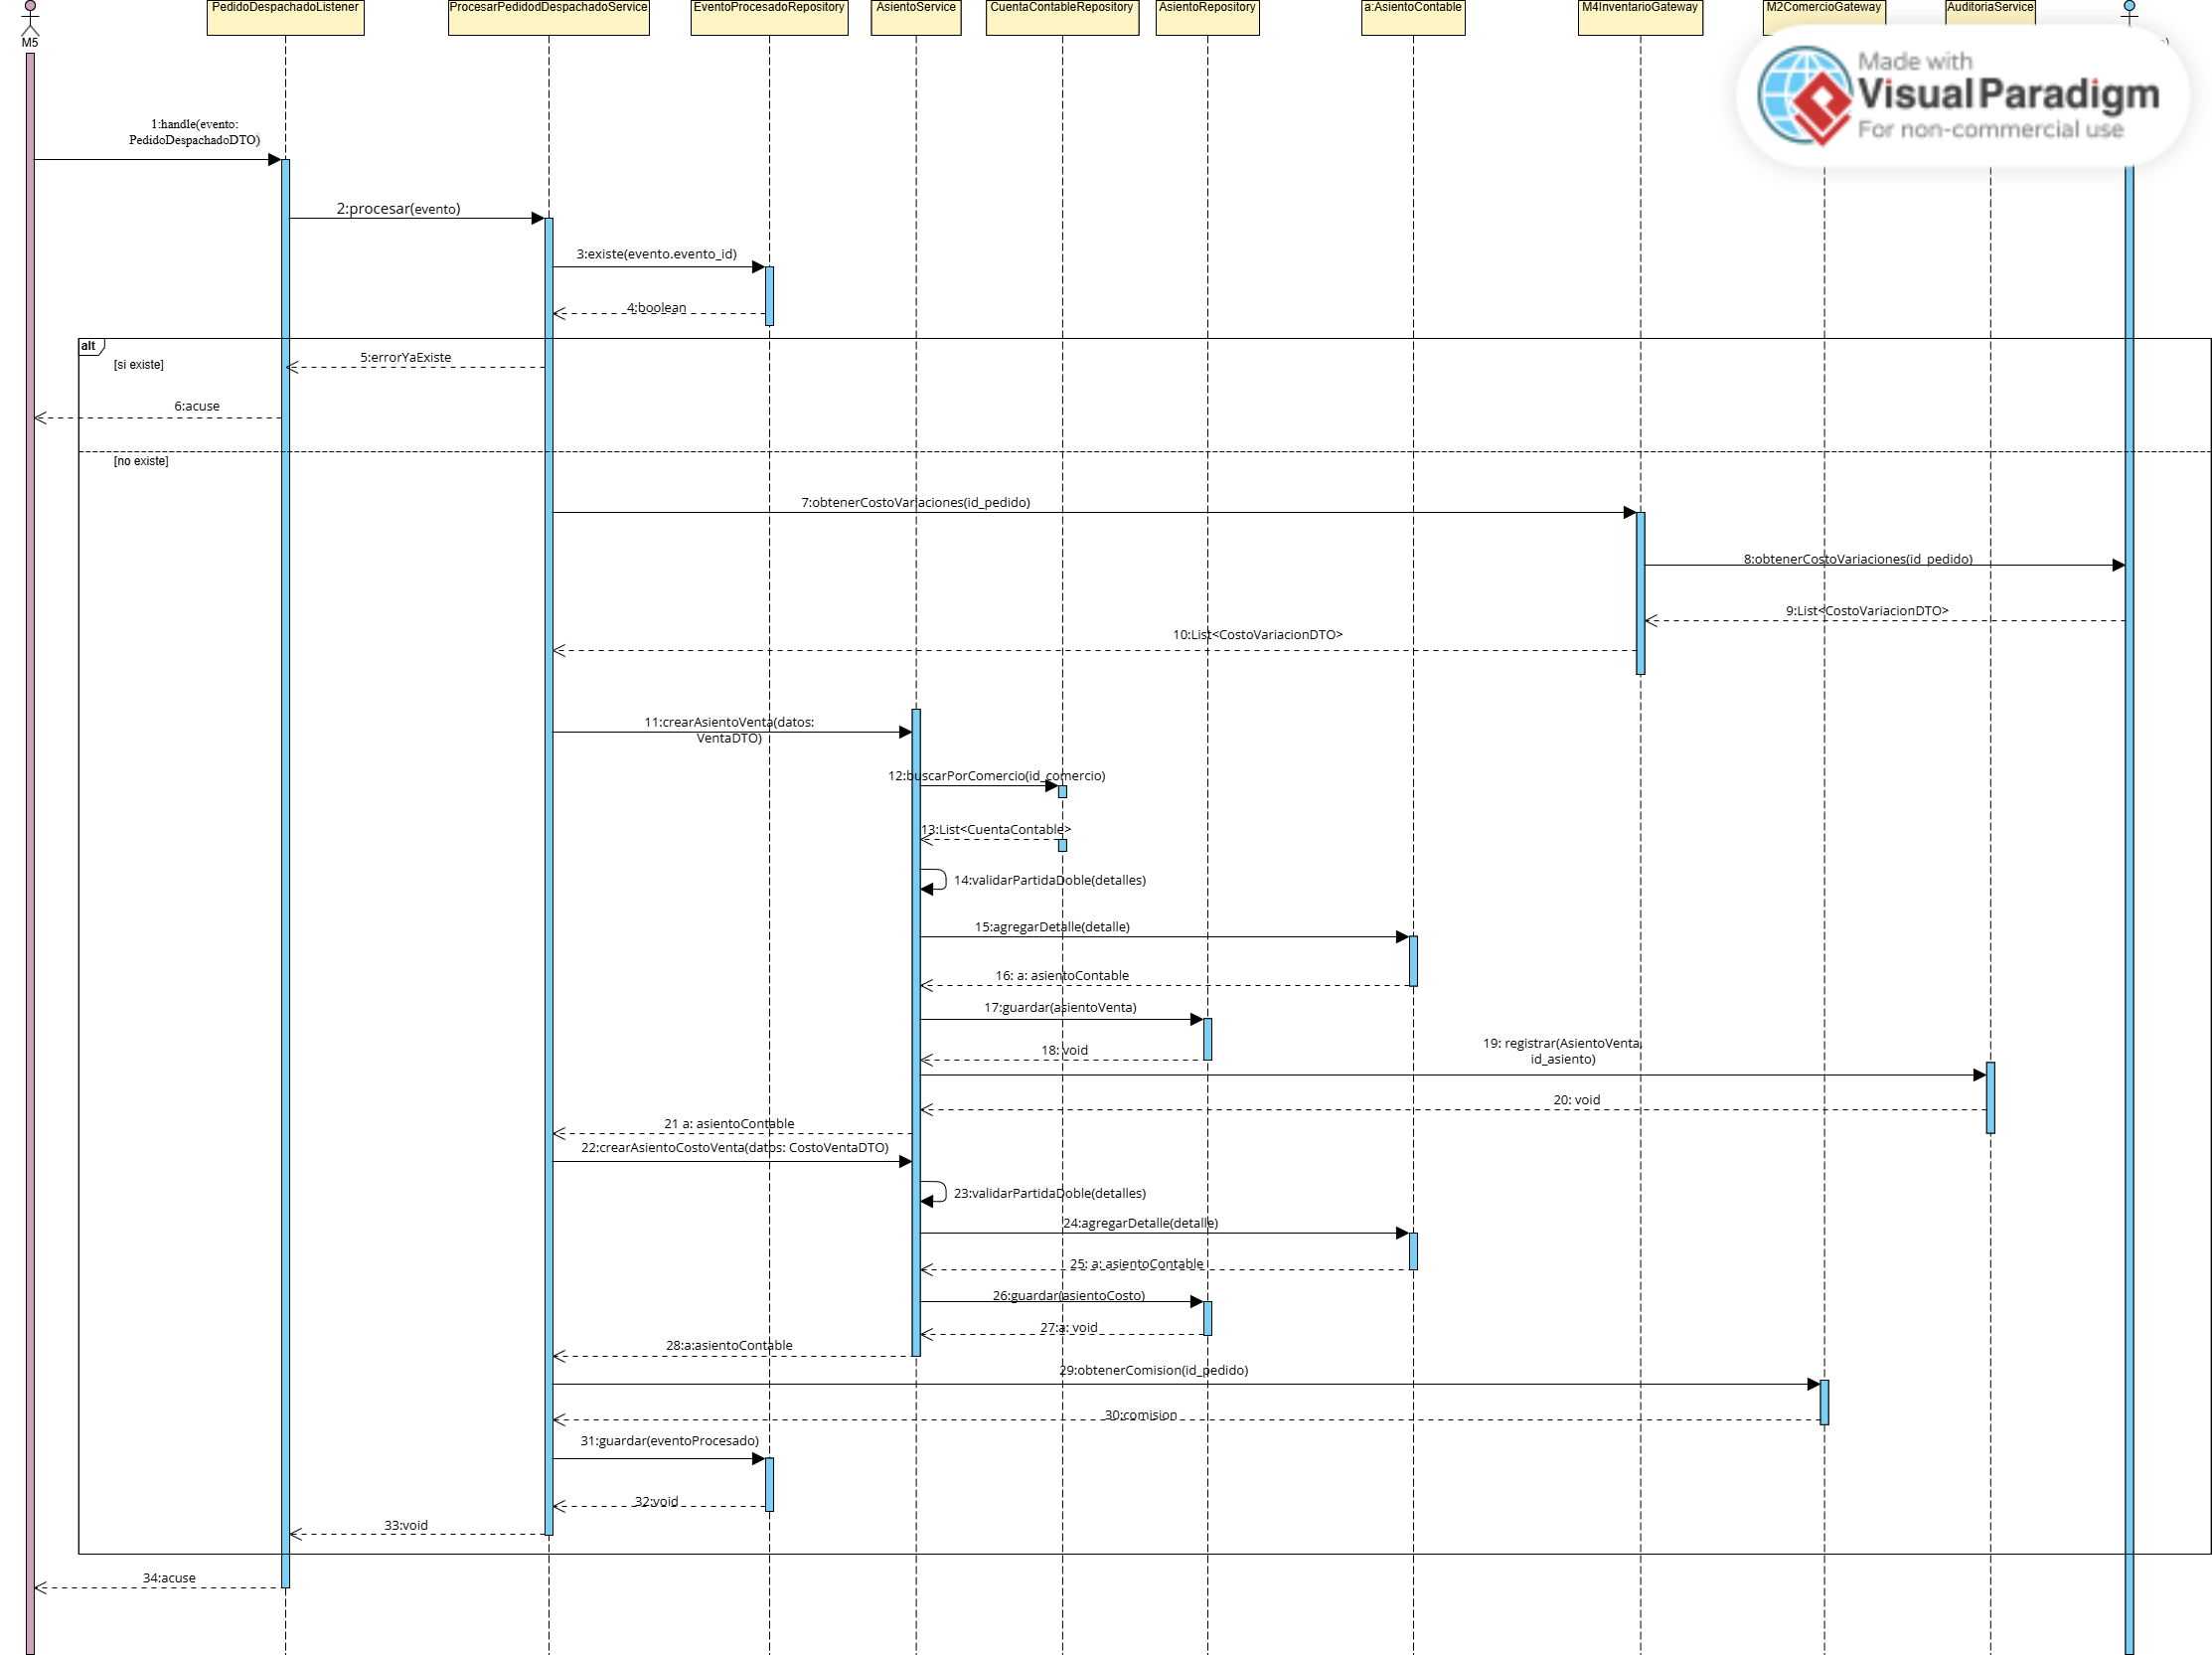 PedidoDespachadoListener
ProcesarPedidodDespachadoService
EventoProcesadoRepository
AsientoService
CuentaContableRepository
AsientoRepository
a:AsientoContable
M4InventarioGateway
M2ComercioGateway
AuditoriaService
M5
Made with
Visual Paradigm
For non-commercial use
1:handle(evento:
PedidoDespachadoDTO)
2:procesar(evento)
3:existe(evento.evento_id)
4:boolean
alt
[si existe]
5:errorYaExiste
6:acuse
[no existe]
7:obtenerCostoVariaciones(id_pedido)
8:obtenerCostoVariaciones(id_pedido)
9:List<CostoVariacionDTO>
10:List<CostoVariacionDTO>
11:crearAsientoVenta(datos:
VentaDTO)
12:buscarPorComercio(id_comercio)
13:List<CuentaContable>
14:validarPartidaDoble(detalles)
15:agregarDetalle(detalle)
16: a: asientoContable
17:guardar(asientoVenta)
18: void
19: registrar(AsientoVenta,
id_asiento)
20: void
21 a: asientoContable
22:crearAsientoCostoVenta(datos: CostoVentaDTO)
23:validarPartidaDoble(detalles)
24:agregarDetalle(detalle)
25: a: asientoContable
26:guardar(asientoCosto)
27:a: void
28:a:asientoContable
29:obtenerComision(id_pedido)
30:comision
31:guardar(eventoProcesado)
32:void
33:void
34:acuse